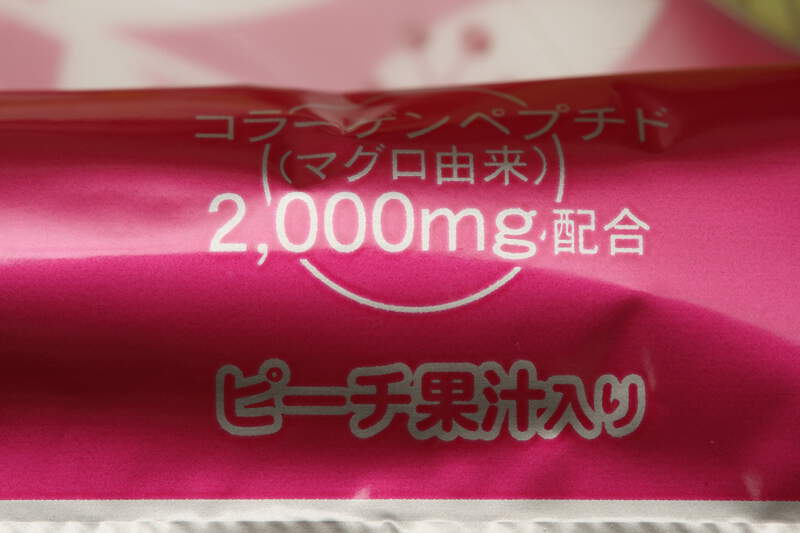 コラーゲンペプチド
(マグロ由来)
2,000mg配合
ピーチ果汁入り